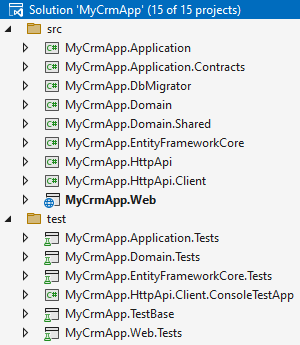 Solution 'MyCrmApp' (15 of 15 projects)
src
C# MyCrmApp.Application
C# MyCrmApp.Application.Contracts
C# MyCrmApp.DbMigrator
C# MyCrmApp.Domain
C# MyCrmApp.Domain.Shared
C# MyCrmApp.EntityFrameworkCore
C# MyCrmApp.HttpApi
C# MyCrmApp.HttpApi.Client
MyCrmApp.Web
test
MyCrmApp.Application.Tests
MyCrmApp.Domain.Tests
MyCrmApp.EntityFrameworkCore.Tests
C# MyCrmApp.HttpApi.Client.ConsoleTestApp
MyCrmApp.TestBase
MyCrmApp.Web.Tests